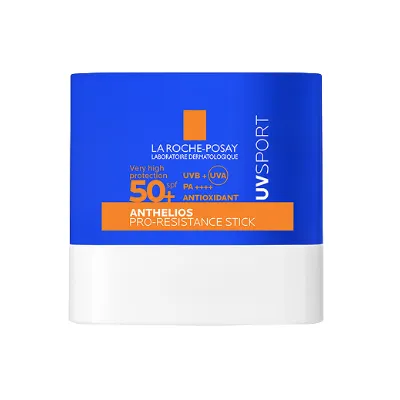 LA ROCHE-POSAY
LABORATOIRE DERMATOLOGIQUE
Very high
protection
50+ spf
UVB + UVA
PA ++++
ANTIOXIDANT
ANTHELIOS
PRO-RESISTANCE STICK
UVSPORT